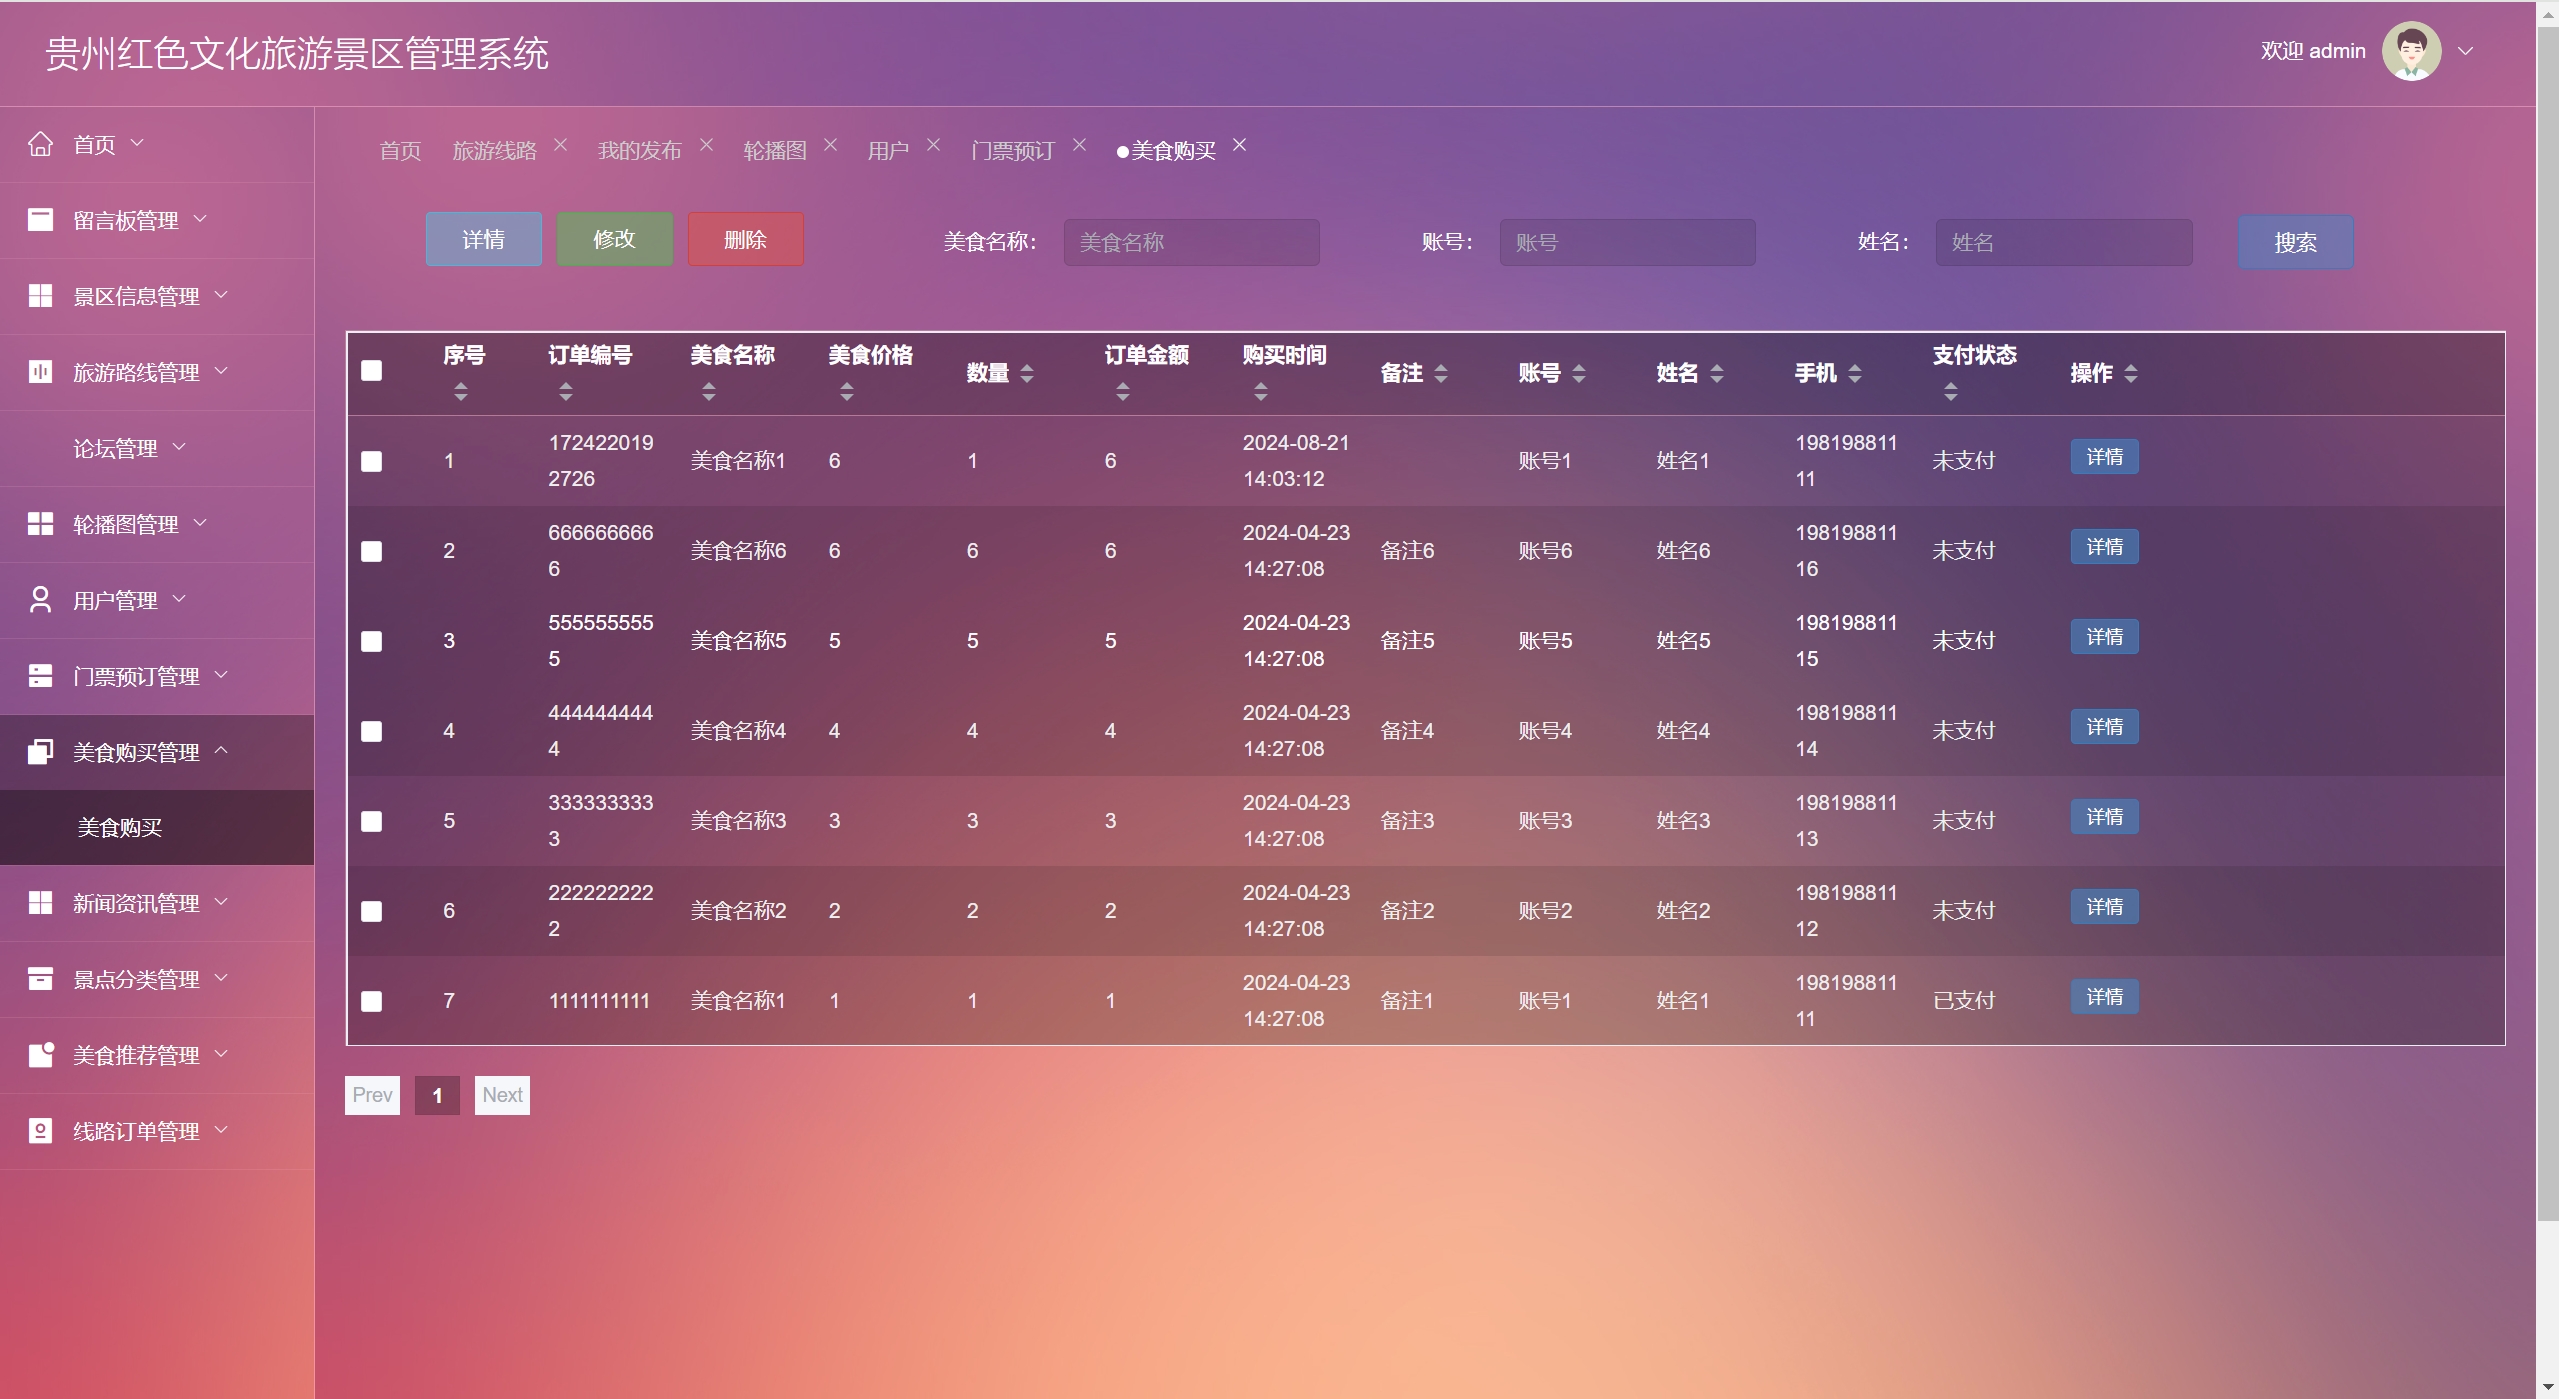 贵州红色文化旅游景区管理系统
欢迎 admin
首页
留言板管理
景区信息管理
旅游路线管理
论坛管理
轮播图管理
用户管理
门票预订管理
美食购买管理
美食购买
新闻资讯管理
景点分类管理
美食推荐管理
线路订单管理
首页 旅游线路 我的发布 轮播图 用户 门票预订 美食购买
详情 修改 删除 美食名称: 美食名称 账号: 账号 姓名: 姓名 搜索
序号 订单编号 美食名称 美食价格 数量 订单金额 购买时间 备注 账号 姓名 手机 支付状态 操作
1 1724220192726 美食名称1 6 1 6 2024-08-21 14:03:12 账号1 姓名1 19819881111 未支付 详情
2 6666666666 美食名称6 6 6 6 2024-04-23 14:27:08 备注6 账号6 姓名6 19819881116 未支付 详情
3 5555555555 美食名称5 5 5 5 2024-04-23 14:27:08 备注5 账号5 姓名5 19819881115 未支付 详情
4 4444444444 美食名称4 4 4 4 2024-04-23 14:27:08 备注4 账号4 姓名4 19819881114 未支付 详情
5 3333333333 美食名称3 3 3 3 2024-04-23 14:27:08 备注3 账号3 姓名3 19819881113 未支付 详情
6 2222222222 美食名称2 2 2 2 2024-04-23 14:27:08 备注2 账号2 姓名2 19819881112 未支付 详情
7 1111111111 美食名称1 1 1 1 2024-04-23 14:27:08 备注1 账号1 姓名1 19819881111 已支付 详情
Prev 1 Next